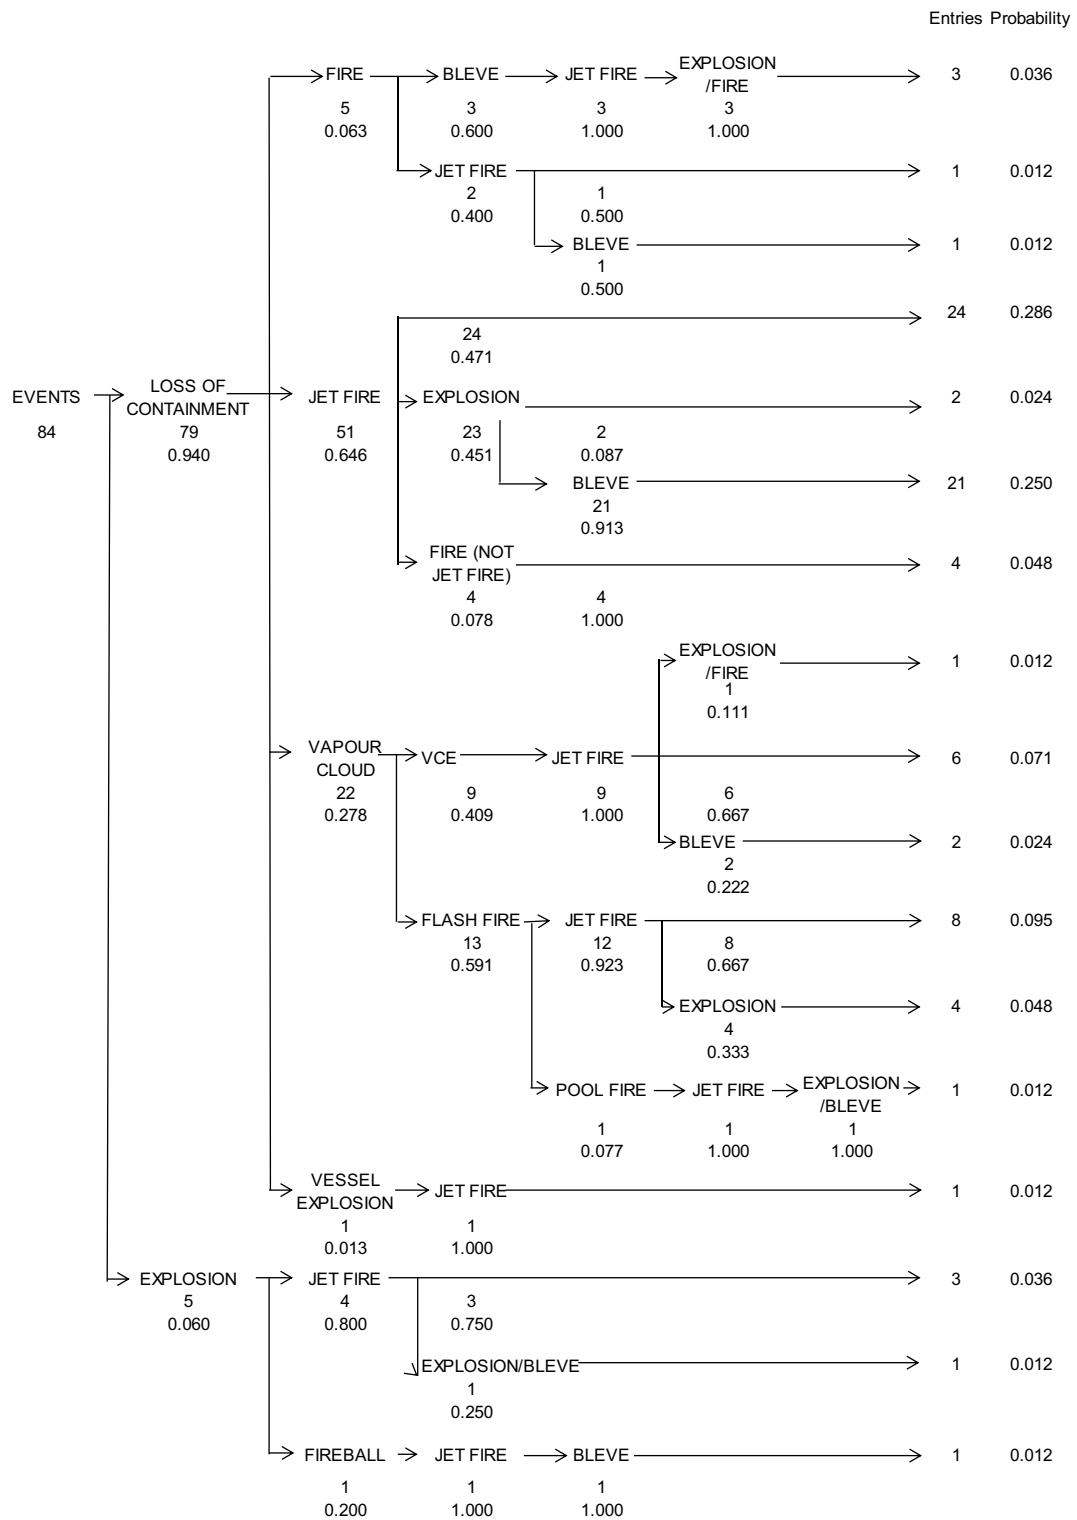 Entries Probability
FIRE BLEVE JET FIRE EXPLOSION 3 0.036
/FIRE
5 3 3 3
0.063 0.600 1.000 1.000
JET FIRE 1 0.012
2 1
0.400 0.500
BLEVE 1 0.012
1
0.500
24 0.286
24
0.471
EVENTS LOSS OF JET FIRE EXPLOSION 2 0.024
CONTAINMENT
84 79 51 23 2
0.940 0.646 0.451 0.087
BLEVE 21 0.250
21
0.913
FIRE (NOT 4 0.048
JET FIRE)
4 4
0.078 1.000
EXPLOSION 1 0.012
/FIRE
1
0.111
VAPOUR VCE JET FIRE 6 0.071
CLOUD
22 9 9 6
0.278 0.409 1.000 0.667
BLEVE 2 0.024
2
0.222
FLASH FIRE JET FIRE 8 0.095
13 12 8
0.591 0.923 0.667
EXPLOSION 4 0.048
4
0.333
POOL FIRE JET FIRE EXPLOSION 1 0.012
/BLEVE
1 1 1
0.077 1.000 1.000
VESSEL JET FIRE 1 0.012
EXPLOSION
1 1
0.013 1.000
EXPLOSION JET FIRE 3 0.036
5 4 3
0.060 0.800 0.750
EXPLOSION/BLEVE 1 0.012
1
0.250
FIREBALL JET FIRE BLEVE 1 0.012
1 1 1
0.200 1.000 1.000